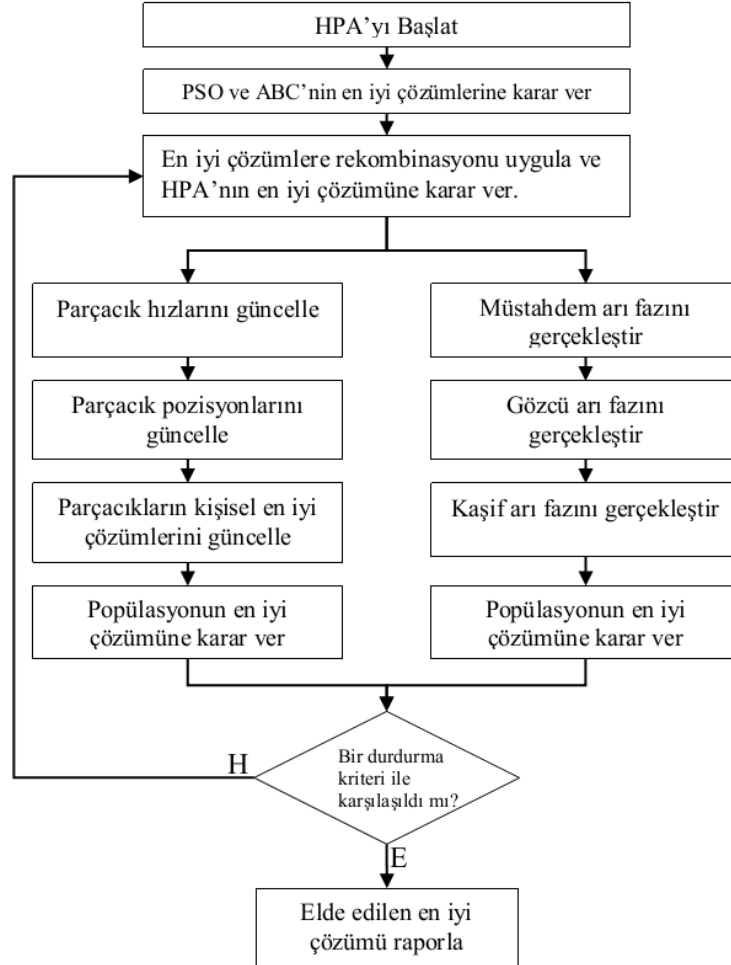 HPA’yı Başlat
PSO ve ABC’nin en iyi çözümlerine karar ver
En iyi çözümlere rekombinasyonu uygula ve
HPA’nın en iyi çözümüne karar ver.
Parçacık hızlarını güncelle
Parçacık pozisyonlarını
güncelle
Parçacıkların kişisel en iyi
çözümlerini güncelle
Popülasyonun en iyi
çözümüne karar ver
Müstahdem arı fazını
gerçekleştir
Gözcü arı fazını
gerçekleştir
Kaşif arı fazını gerçekleştir
Popülasyonun en iyi
çözümüne karar ver
H
Bir durdurma
kriteri ile
karşılaşıldı mı?
E
Elde edilen en iyi
çözümü raporla